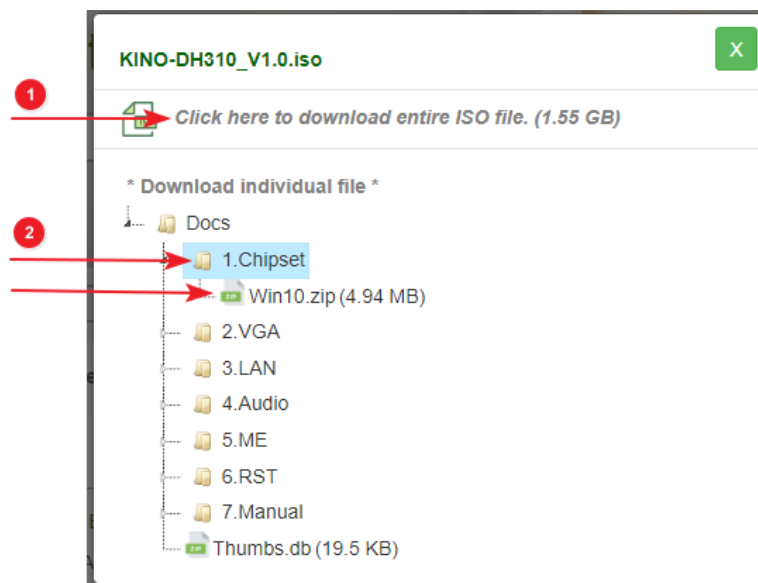 KINO-DH310_V1.0.iso
X
1
Click here to download entire ISO file. (1.55 GB)
* Download individual file *
Docs
2
1.Chipset
ZIP
Win10.zip (4.94 MB)
2.VGA
3.LAN
4.Audio
5.ME
6.RST
7.Manual
ZIP
Thumbs.db (19.5 KB)